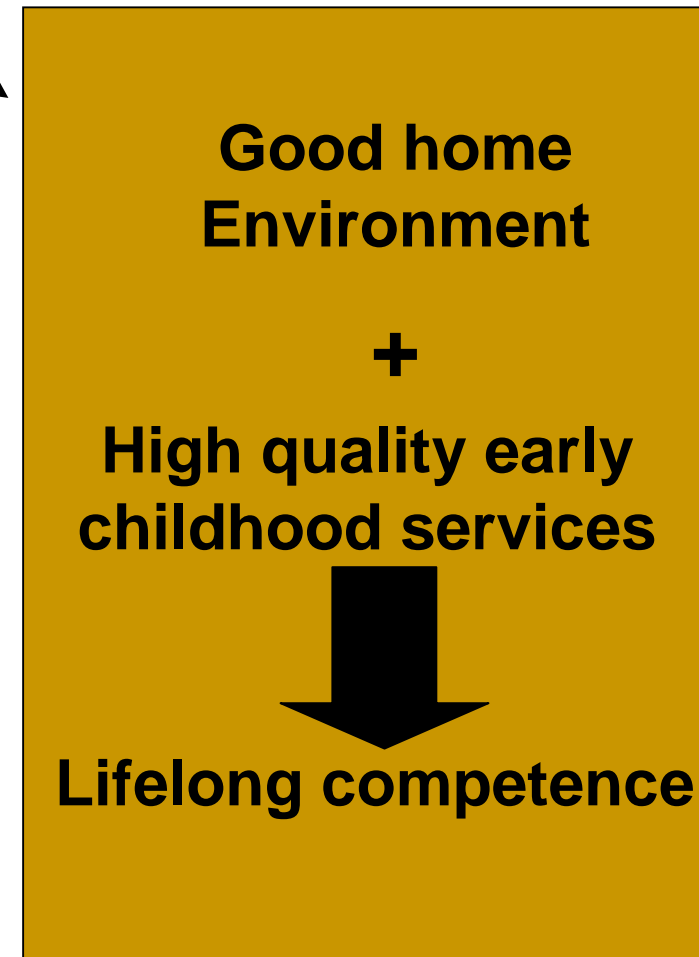 Good home
Environment
+
High quality early
childhood services
Lifelong competence